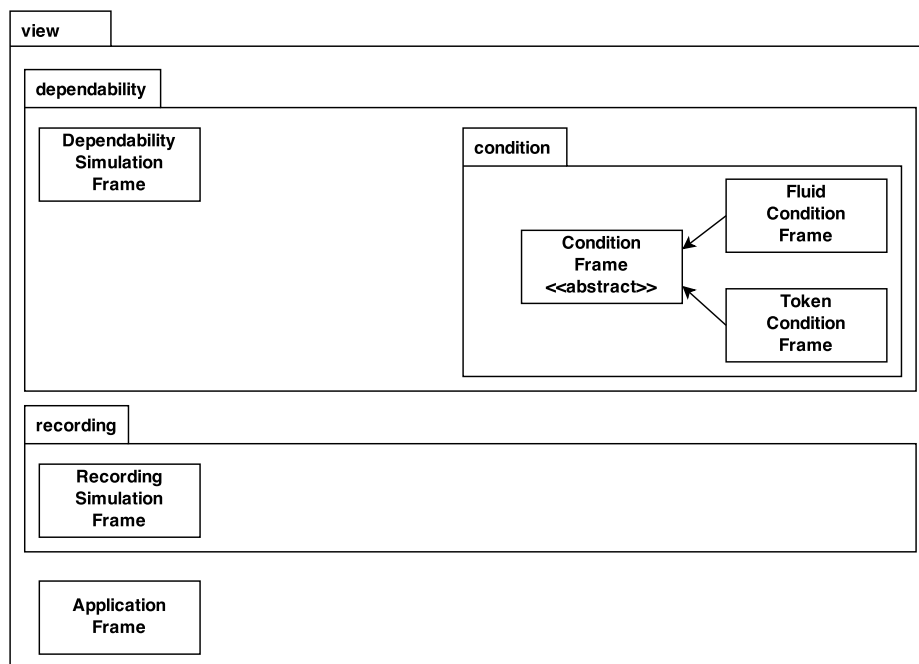 view
dependability
Dependability
Simulation
Frame
condition
Fluid
Condition
Frame
Condition
Frame
<<abstract>>
Token
Condition
Frame
recording
Recording
Simulation
Frame
Application
Frame